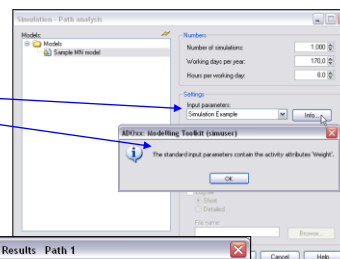 Simulation Path analysis
Models:
Models
Sample MN model
Numbers
Number of simulations: 1.000
Working days per year: 170,0
Hours per working day: 8,0
Settings
Input parameters:
Simulation Example
Info...
ADOxx: Modelling Toolkit (simuser)
The standard input parameters contain the activity attributes 'Weight'.
OK
Short
Detailed
File name:
Browse...
Results Path 1
Cancel
Help